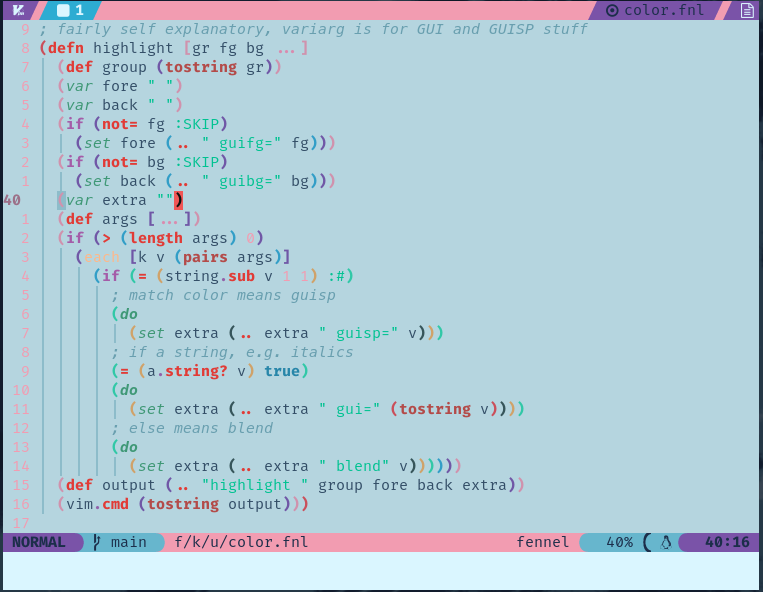 1 color.fnl
9 ; fairly self explanatory, variarg is for GUI and GUISP stuff
8 (defn highlight [gr fg bg ...]
7 (def group (tostring gr))
6 (var fore " ")
5 (var back " ")
4 (if (not= fg :SKIP)
3 (set fore (.. " guifg=" fg)))
2 (if (not= bg :SKIP)
1 (set back (.. " guibg=" bg)))
40 (var extra "")
1 (def args [...])
2 (if (> (length args) 0)
3 (each [k v (pairs args)]
4 (if (= (string.sub v 1 1) :#)
5 ; match color means guisp
6 (do
7 (set extra (.. extra " guisp=" v)))
8 ; if a string, e.g. italics
9 (= (a.string? v) true)
10 (do
11 (set extra (.. extra " gui=" (tostring v))))
12 ; else means blend
13 (do
14 (set extra (.. extra " blend" v))))))
15 (def output (.. "highlight " group fore back extra))
16 (vim.cmd (tostring output)))
17
NORMAL main f/k/u/color.fnl fennel 40% 40:16